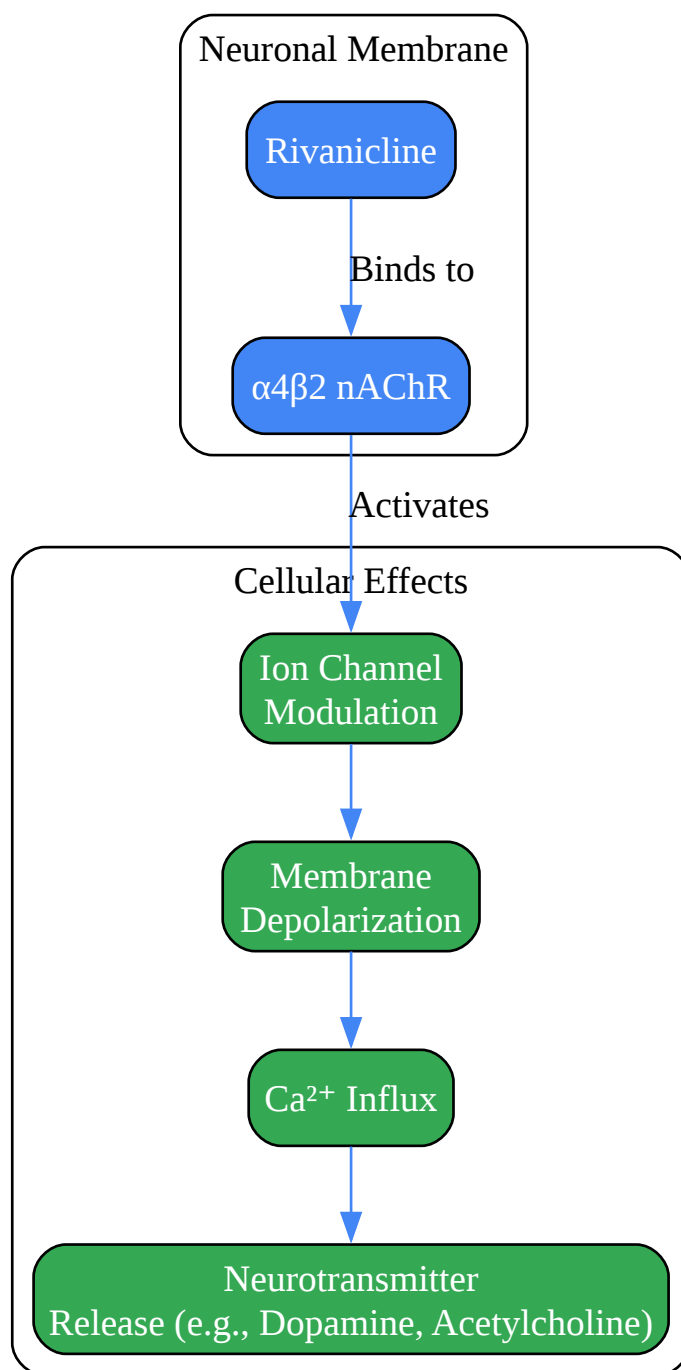 Neuronal Membrane
Rivanicline
Binds to
α4β2 nAChR
Activates
Cellular Effects
Ion Channel
Modulation
Membrane
Depolarization
Ca²⁺ Influx
Neurotransmitter
Release (e.g., Dopamine, Acetylcholine)